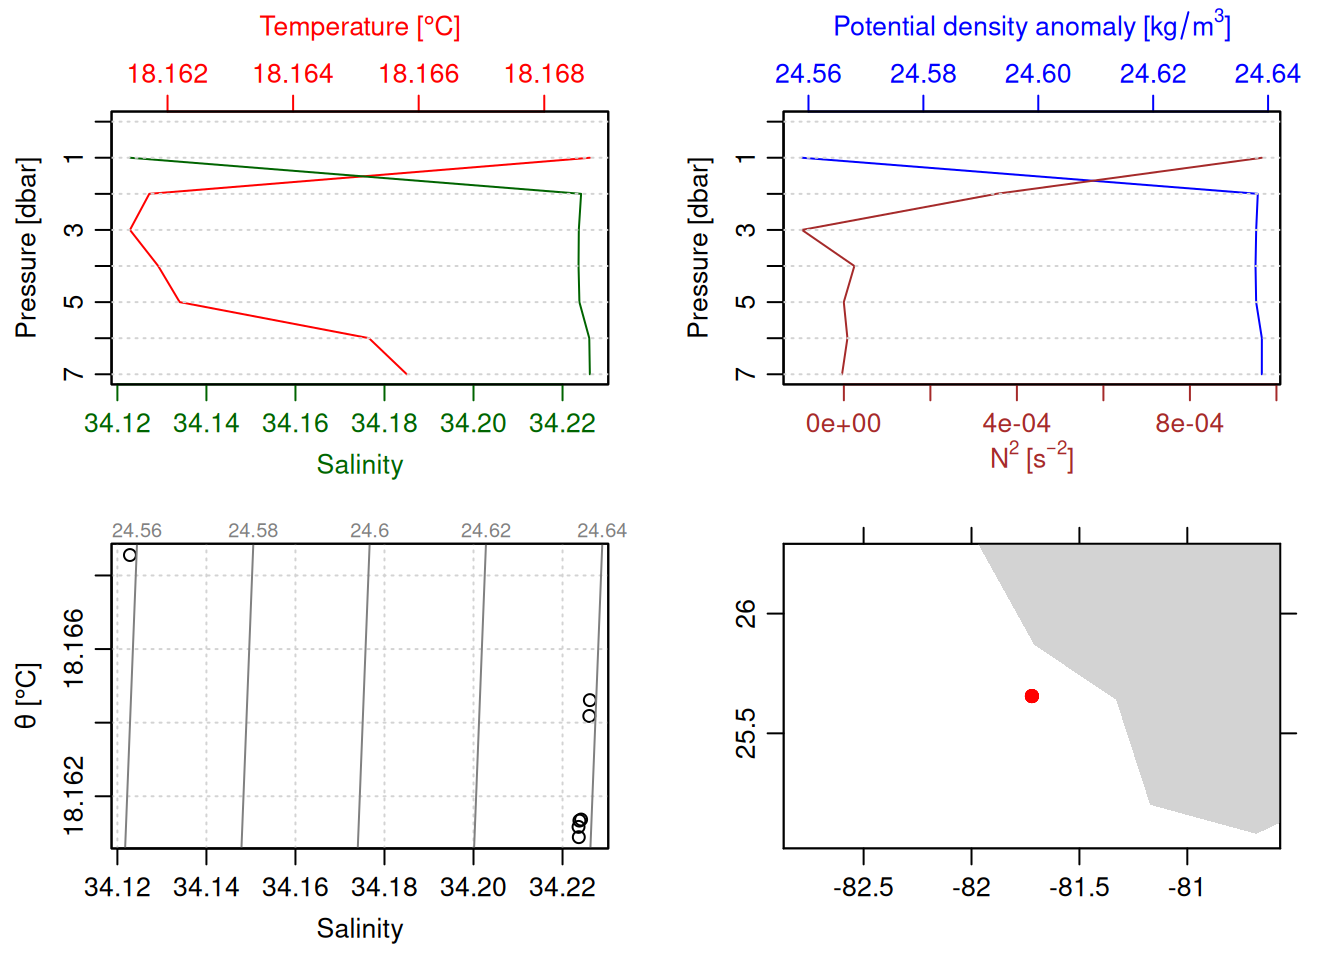 Temperature [°C]
18.162 18.164 18.166 18.168
Pressure [dbar]
1
3
5
7
34.12 34.14 34.16 34.18 34.20 34.22
Salinity
Potential density anomaly [kg/m³]
24.56 24.58 24.60 24.62 24.64
Pressure [dbar]
1
3
5
7
0e+00 4e-04 8e-04
N² [s⁻²]
24.56 24.58 24.6 24.62 24.64
θ [°C]
18.166
18.162
34.12 34.14 34.16 34.18 34.20 34.22
Salinity
26
25.5
-82.5 -82 -81.5 -81